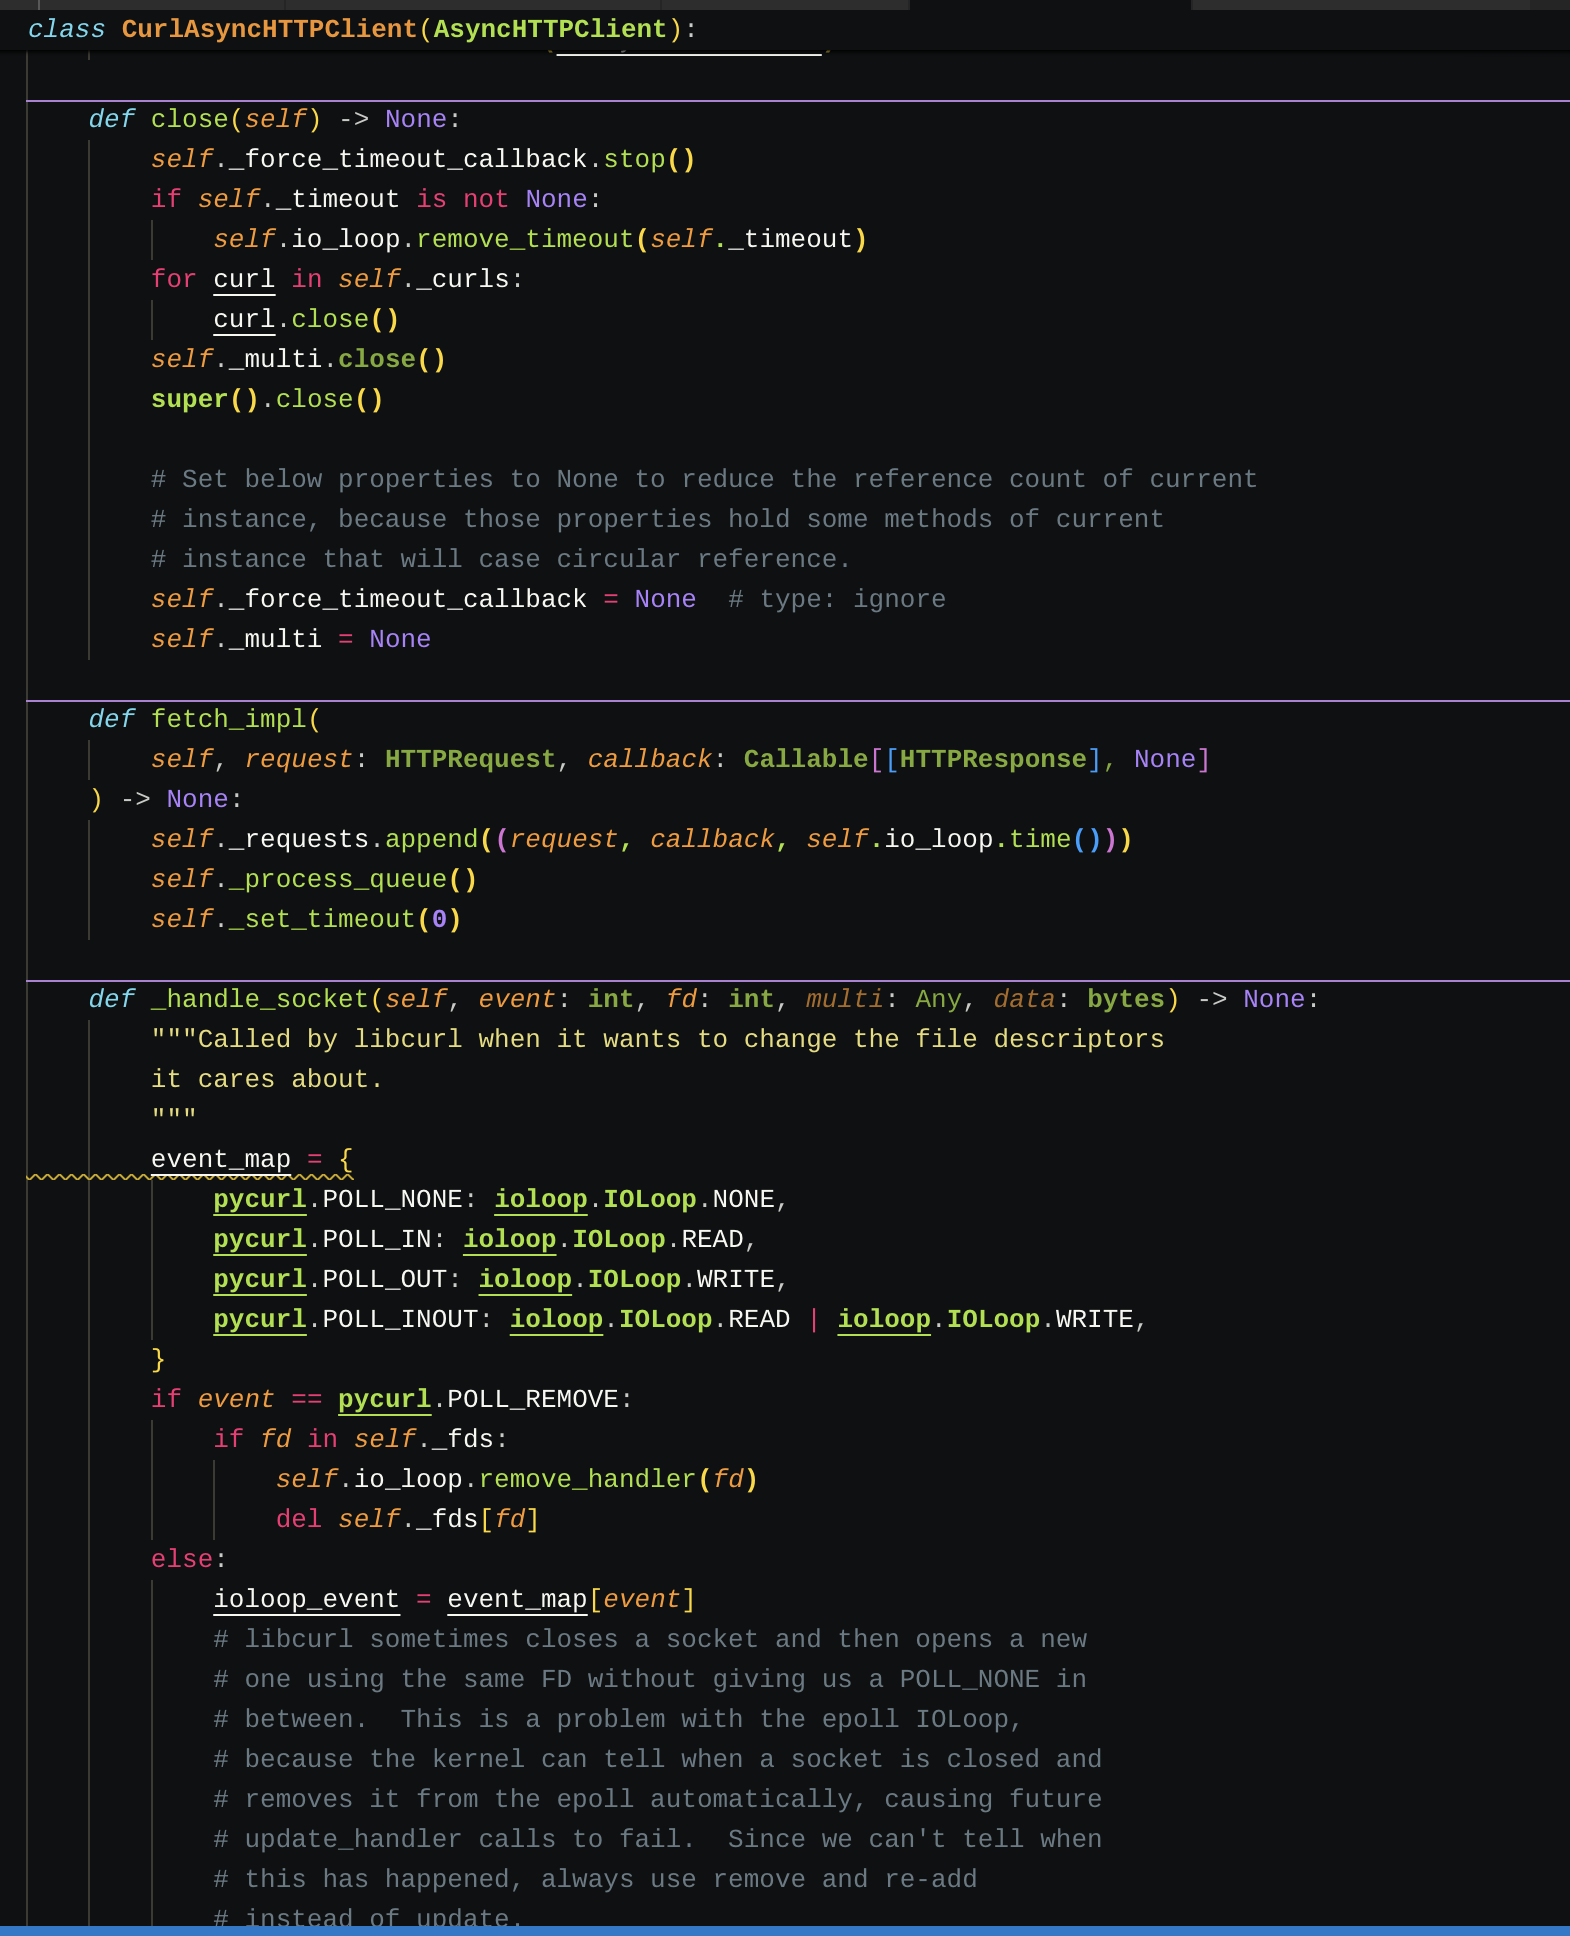 class CurlAsyncHTTPClient(AsyncHTTPClient):
    def close(self) -> None:
        self._force_timeout_callback.stop()
        if self._timeout is not None:
            self.io_loop.remove_timeout(self._timeout)
        for curl in self._curls:
            curl.close()
        self._multi.close()
        super().close()

        # Set below properties to None to reduce the reference count of current
        # instance, because those properties hold some methods of current
        # instance that will case circular reference.
        self._force_timeout_callback = None  # type: ignore
        self._multi = None

    def fetch_impl(
        self, request: HTTPRequest, callback: Callable[[HTTPResponse], None]
    ) -> None:
        self._requests.append((request, callback, self.io_loop.time()))
        self._process_queue()
        self._set_timeout(0)

    def _handle_socket(self, event: int, fd: int, multi: Any, data: bytes) -> None:
        """Called by libcurl when it wants to change the file descriptors
        it cares about.
        """
        event_map = {
            pycurl.POLL_NONE: ioloop.IOLoop.NONE,
            pycurl.POLL_IN: ioloop.IOLoop.READ,
            pycurl.POLL_OUT: ioloop.IOLoop.WRITE,
            pycurl.POLL_INOUT: ioloop.IOLoop.READ | ioloop.IOLoop.WRITE,
        }
        if event == pycurl.POLL_REMOVE:
            if fd in self._fds:
                self.io_loop.remove_handler(fd)
                del self._fds[fd]
        else:
            ioloop_event = event_map[event]
            # libcurl sometimes closes a socket and then opens a new
            # one using the same FD without giving us a POLL_NONE in
            # between.  This is a problem with the epoll IOLoop,
            # because the kernel can tell when a socket is closed and
            # removes it from the epoll automatically, causing future
            # update_handler calls to fail.  Since we can't tell when
            # this has happened, always use remove and re-add
            # instead of update.